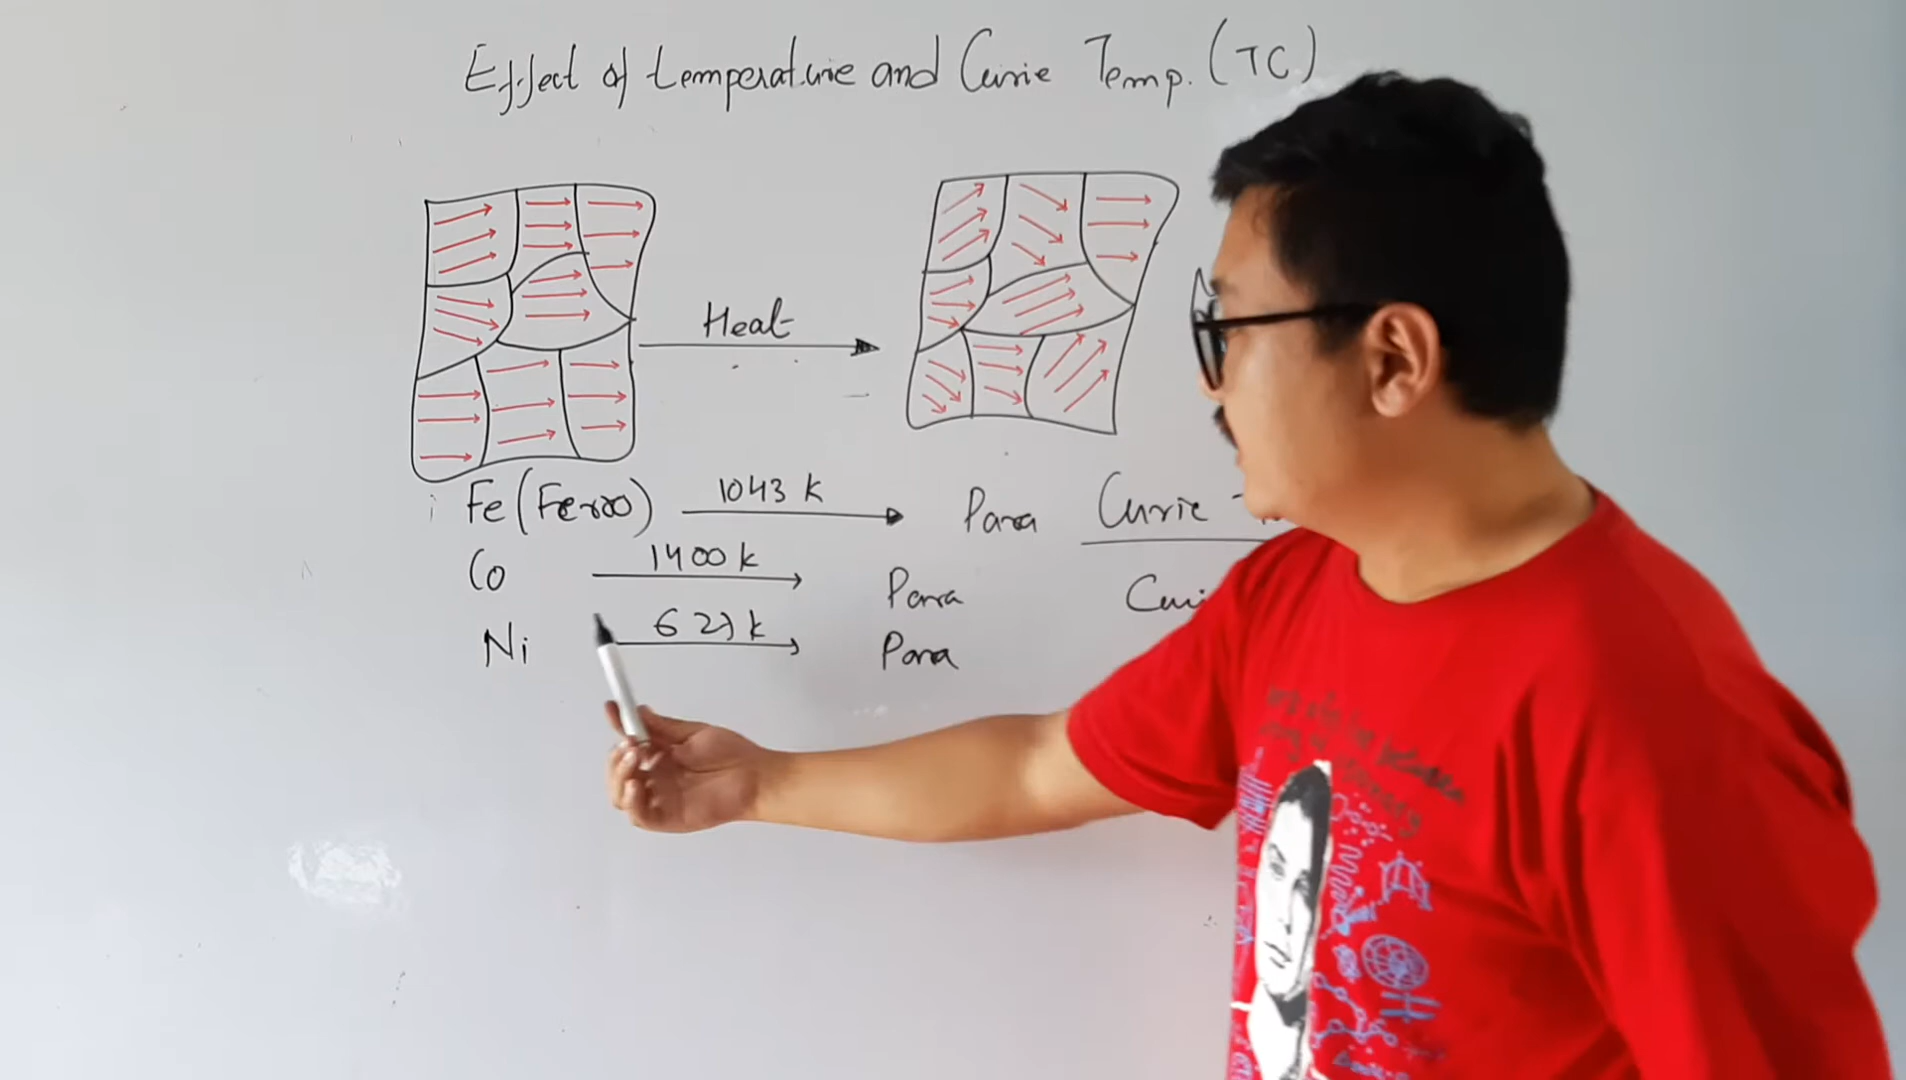 Effect of temperature and Curie Temp. (TC)
Heat
Fe (Ferro) 1043 k Para Curie
Co 1400 k Para
Ni 627 k Para